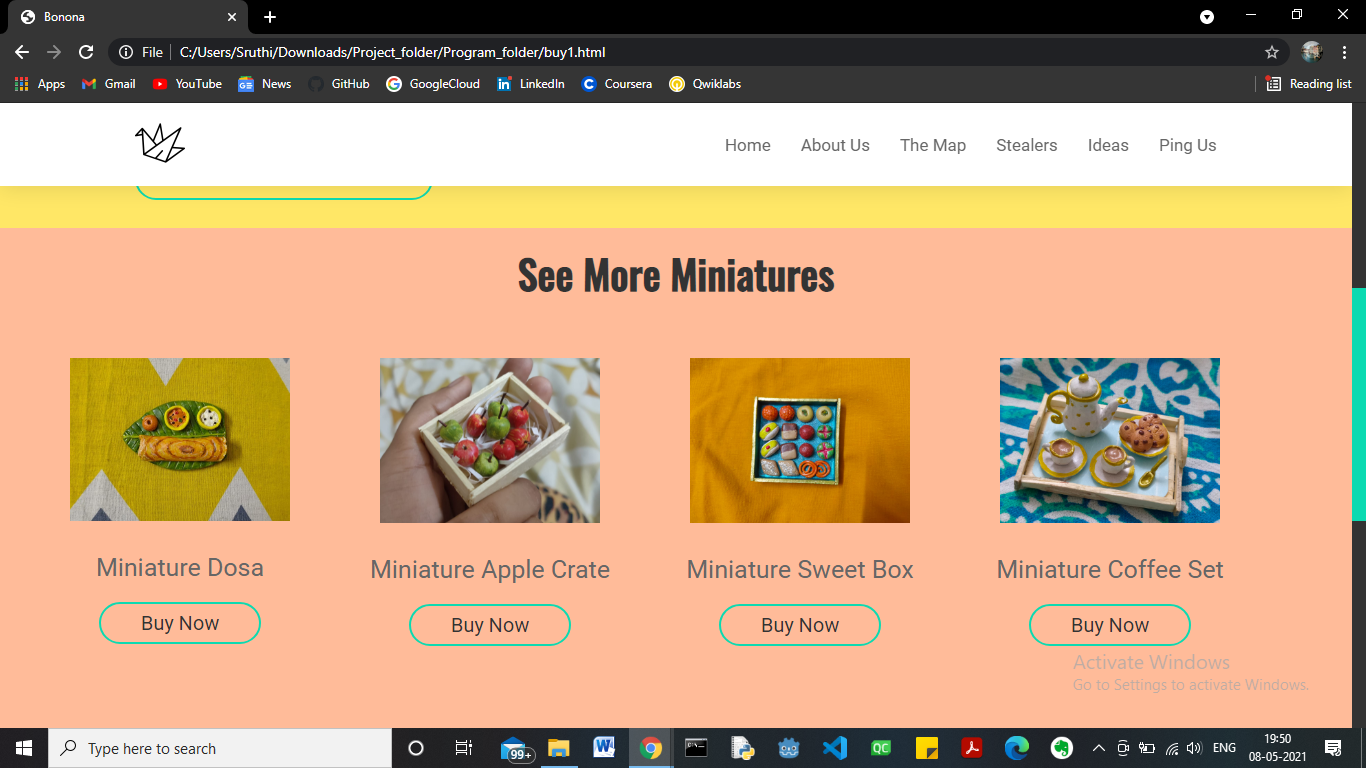 Bonona
File
C:/Users/Sruthi/Downloads/Project_folder/Program_folder/buy1.html
Apps Gmail YouTube News GitHub GoogleCloud LinkedIn Coursera Qwiklabs Reading list
Home About Us The Map Stealers Ideas Ping Us
See More Miniatures
Miniature Dosa
Buy Now
Miniature Apple Crate
Buy Now
Miniature Sweet Box
Buy Now
Miniature Coffee Set
Buy Now
Activate Windows
Go to Settings to activate Windows.
Type here to search
99+
QC
ENG
19:50
08-05-2021